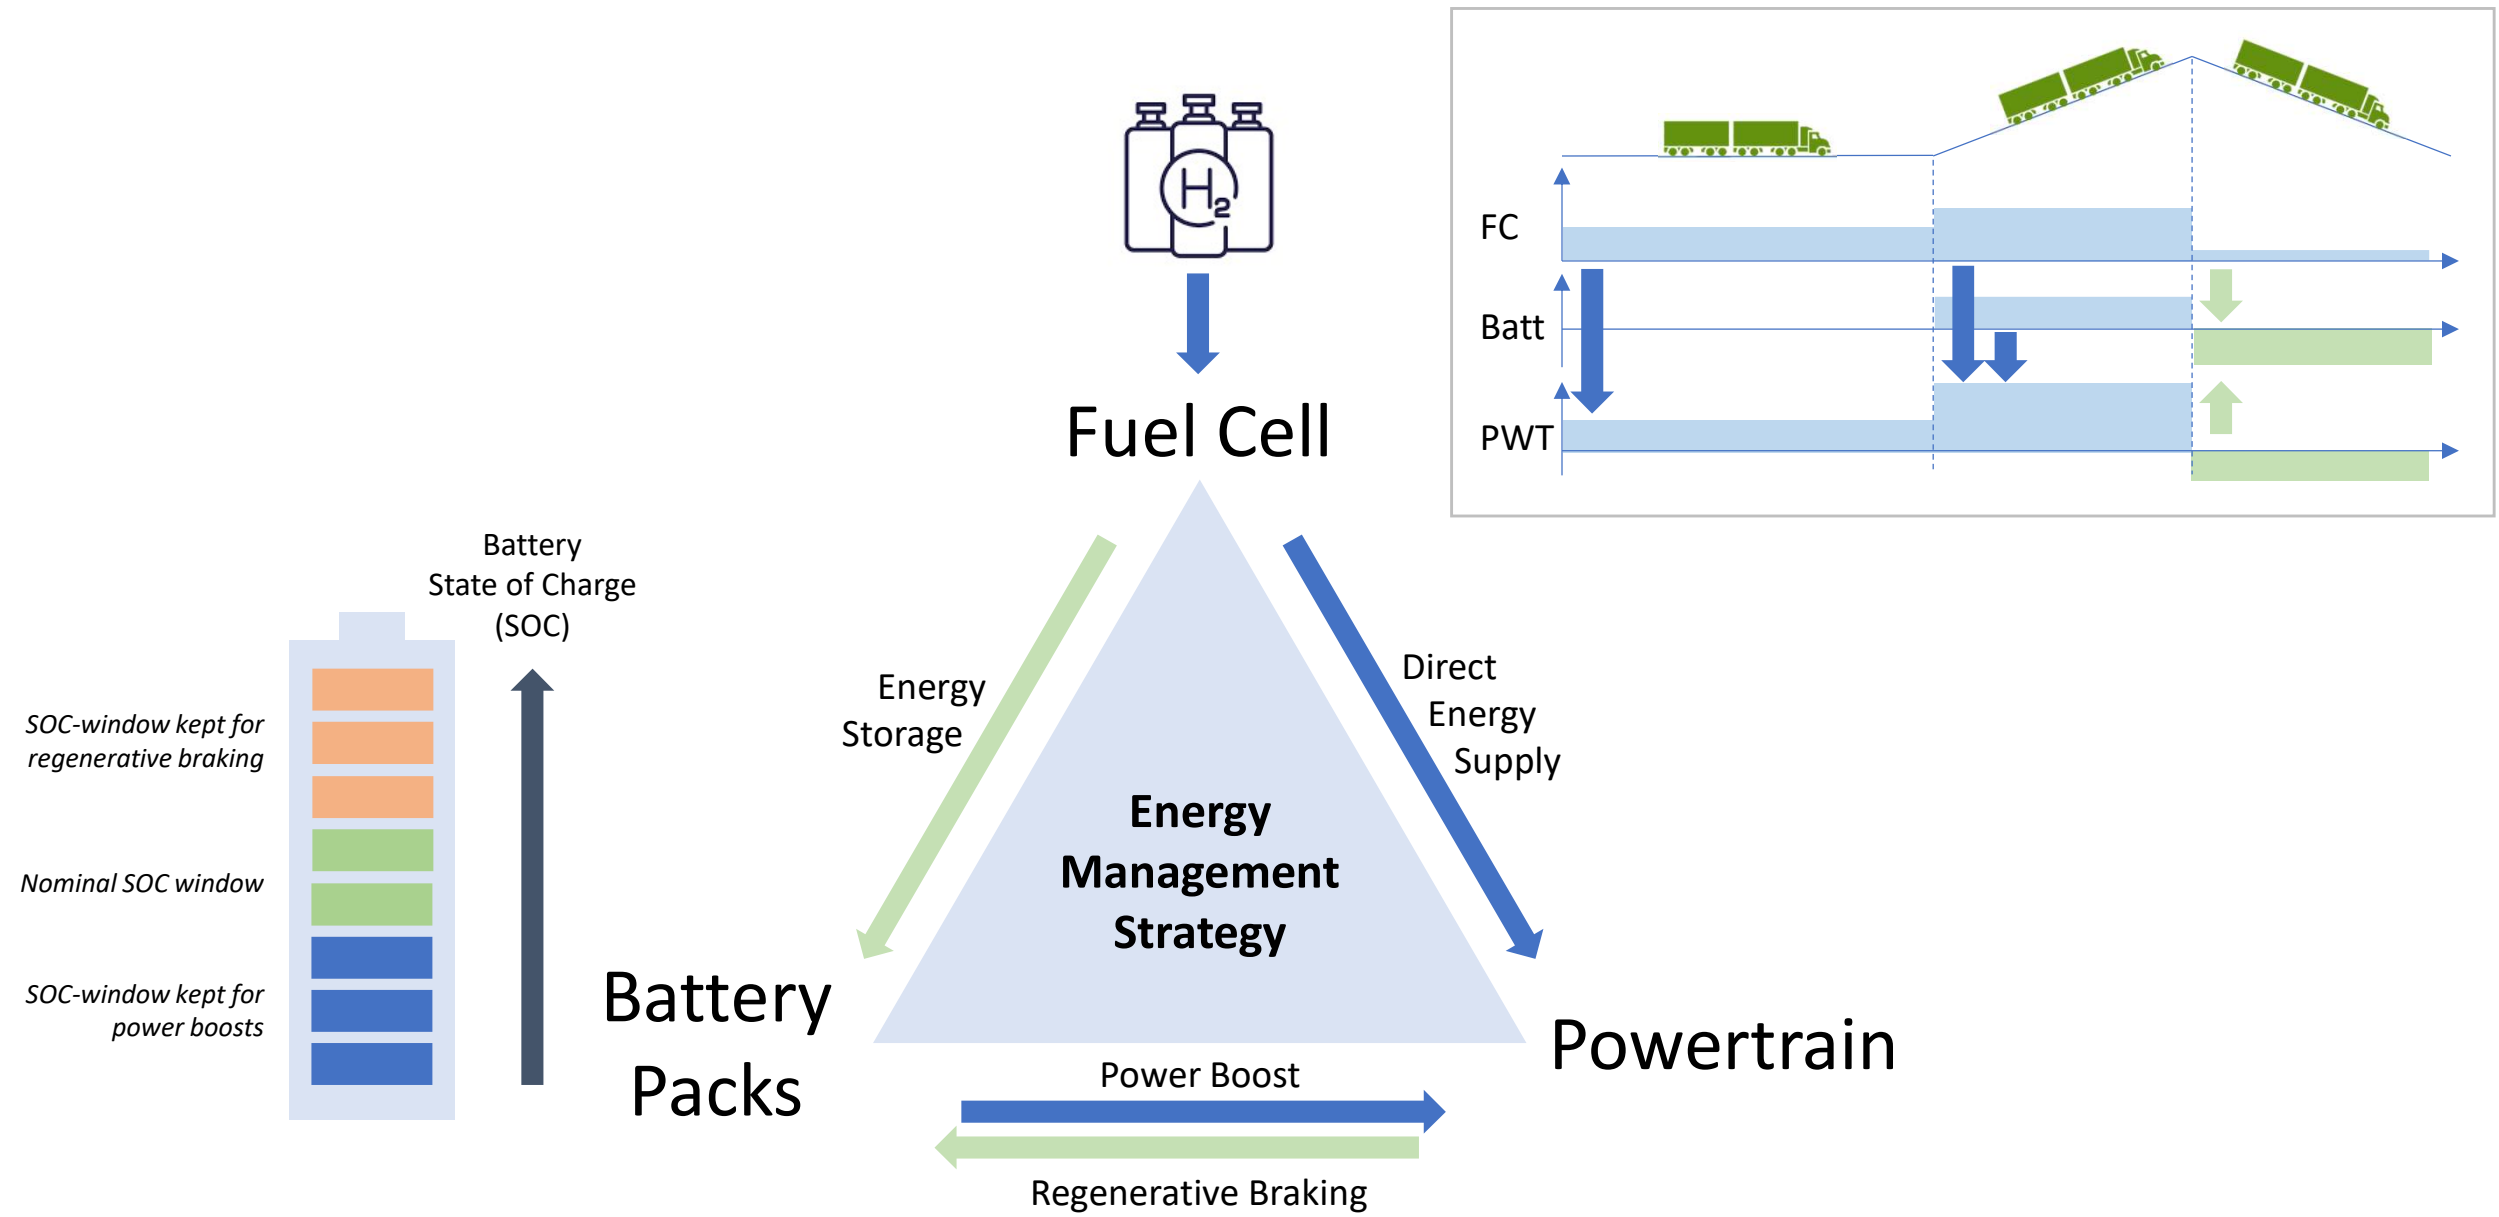 FC
Batt
PWT
H2
Fuel Cell
Battery
State of Charge
(SOC)
SOC-window kept for
regenerative braking
Nominal SOC window
SOC-window kept for
power boosts
Energy
Storage
Direct
Energy
Supply
Energy
Management
Strategy
Battery
Packs
Powertrain
Power Boost
Regenerative Braking